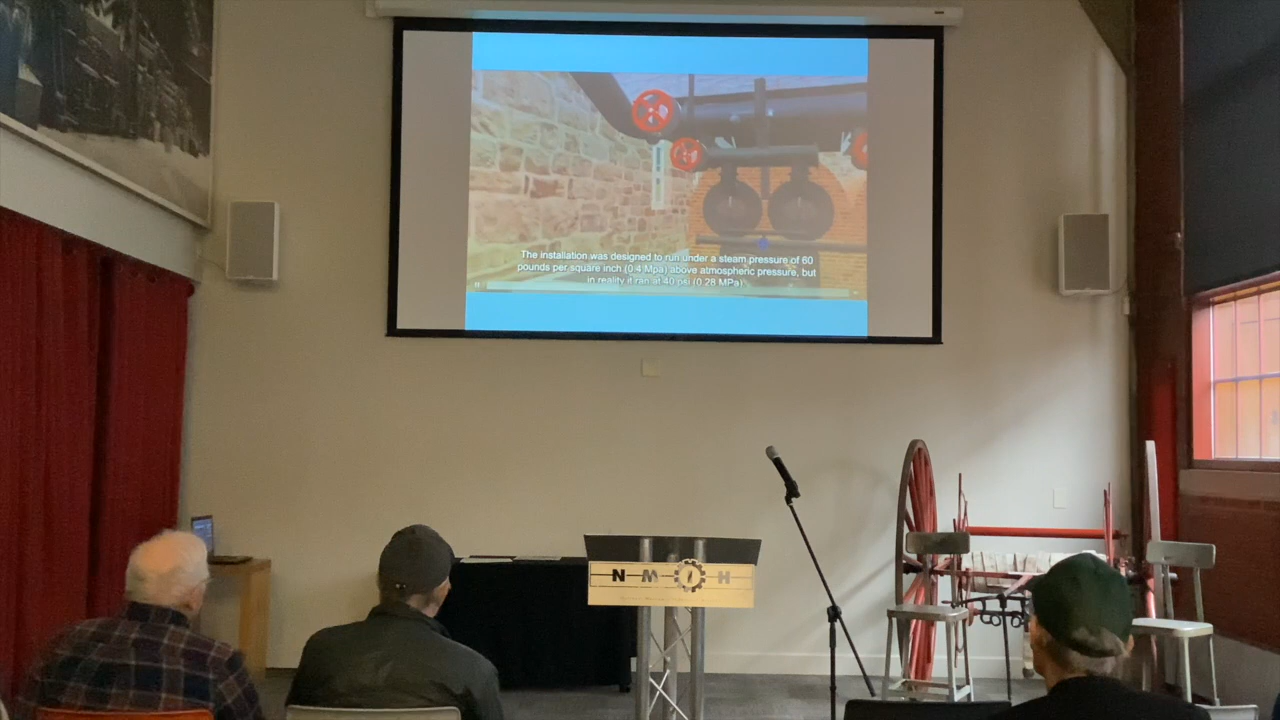 The installation was designed to run under a steam pressure of 60
pounds per square inch (0.4 Mpa) above atmospheric pressure, but
in reality it ran at 40 psi (0.28 MPa)
NMIH